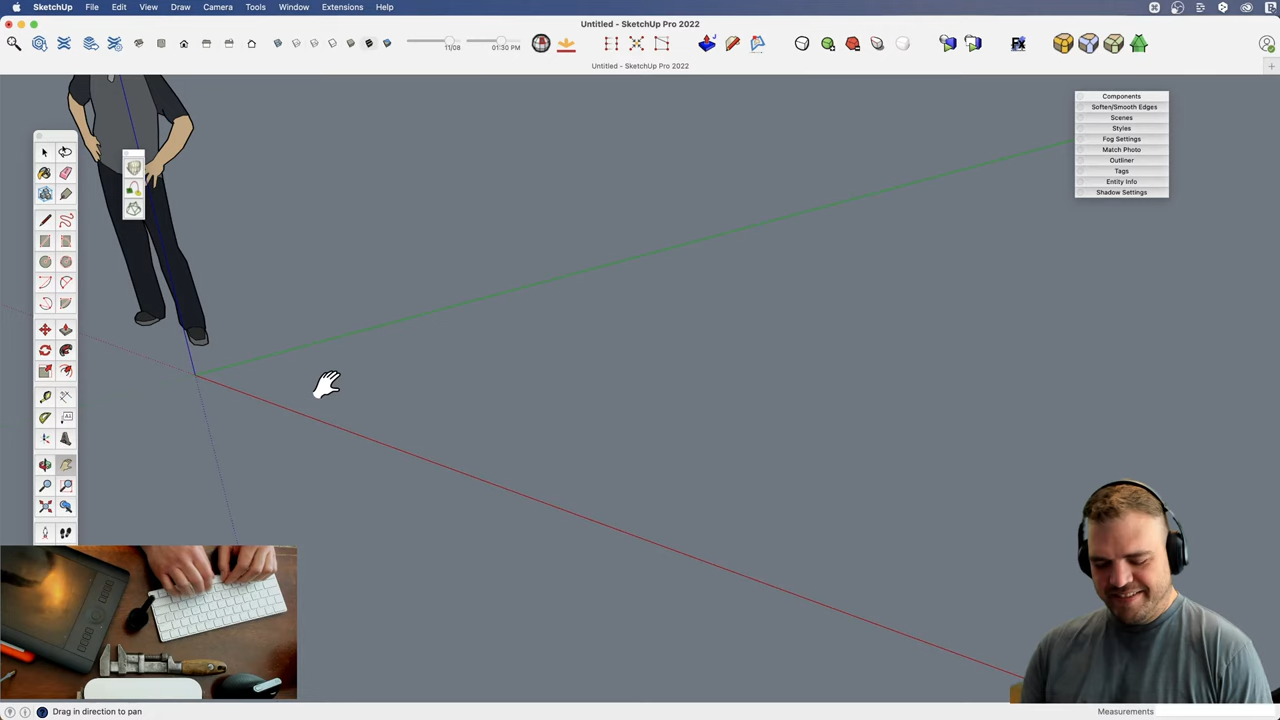 SketchUp File Edit View Draw Camera Tools Window Extensions Help
Untitled - SketchUp Pro 2022
11/08 01:30 PM
Untitled - SketchUp Pro 2022
Components
Soften/Smooth Edges
Scenes
Styles
Fog Settings
Match Photo
Outliner
Tags
Entity Info
Shadow Settings
Drag in direction to pan
Measurements